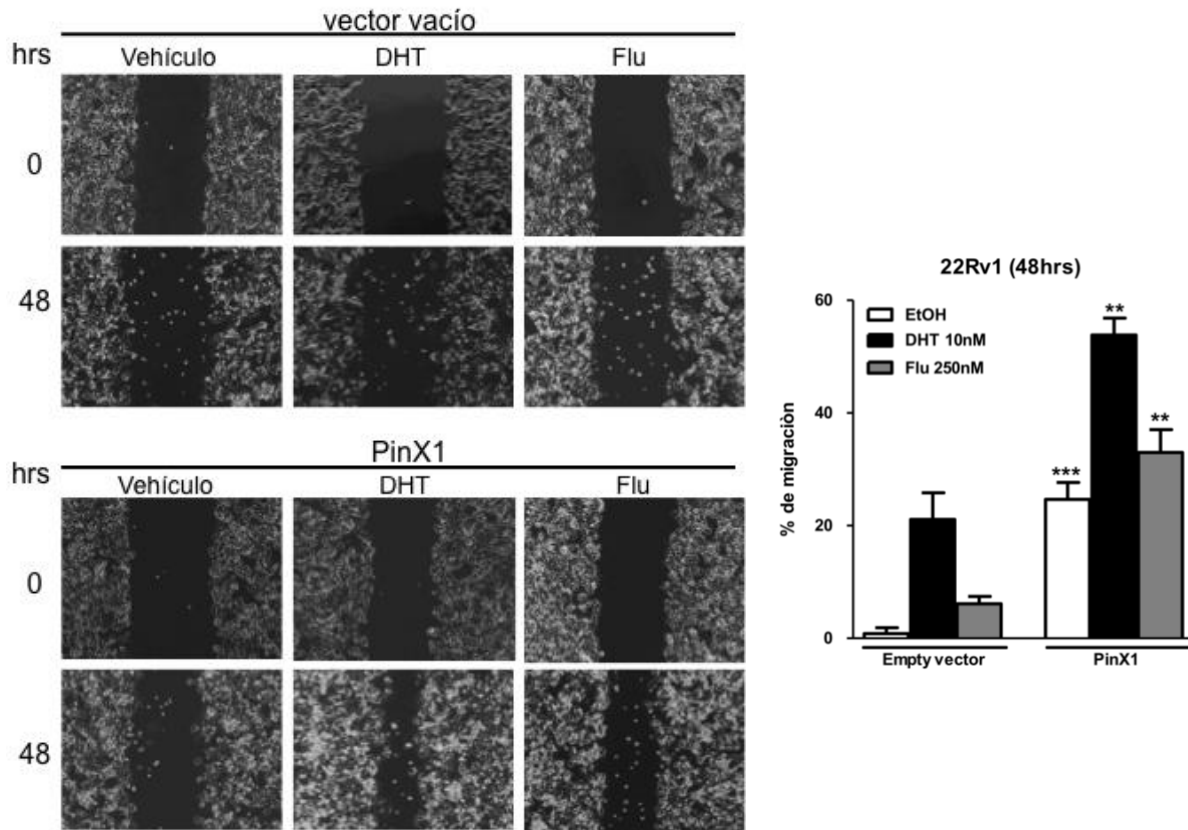 vector vacío
hrs
Vehículo DHT Flu
0
48
PinX1
hrs
Vehículo DHT Flu
0
48
22Rv1 (48hrs)
60
40
20
0
% de migraciòn
EtOH
DHT 10nM
Flu 250nM
***
**
**
Empty vector PinX1